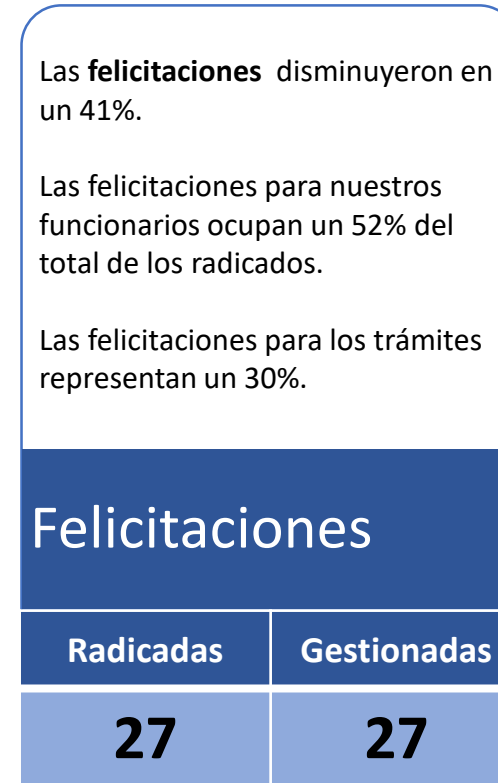 Las felicitaciones disminuyeron en
un 41%.
Las felicitaciones para nuestros
funcionarios ocupan un 52% del
total de los radicados.
Las felicitaciones para los trámites
representan un 30%.
Felicitaciones
Radicadas Gestionadas
27 27